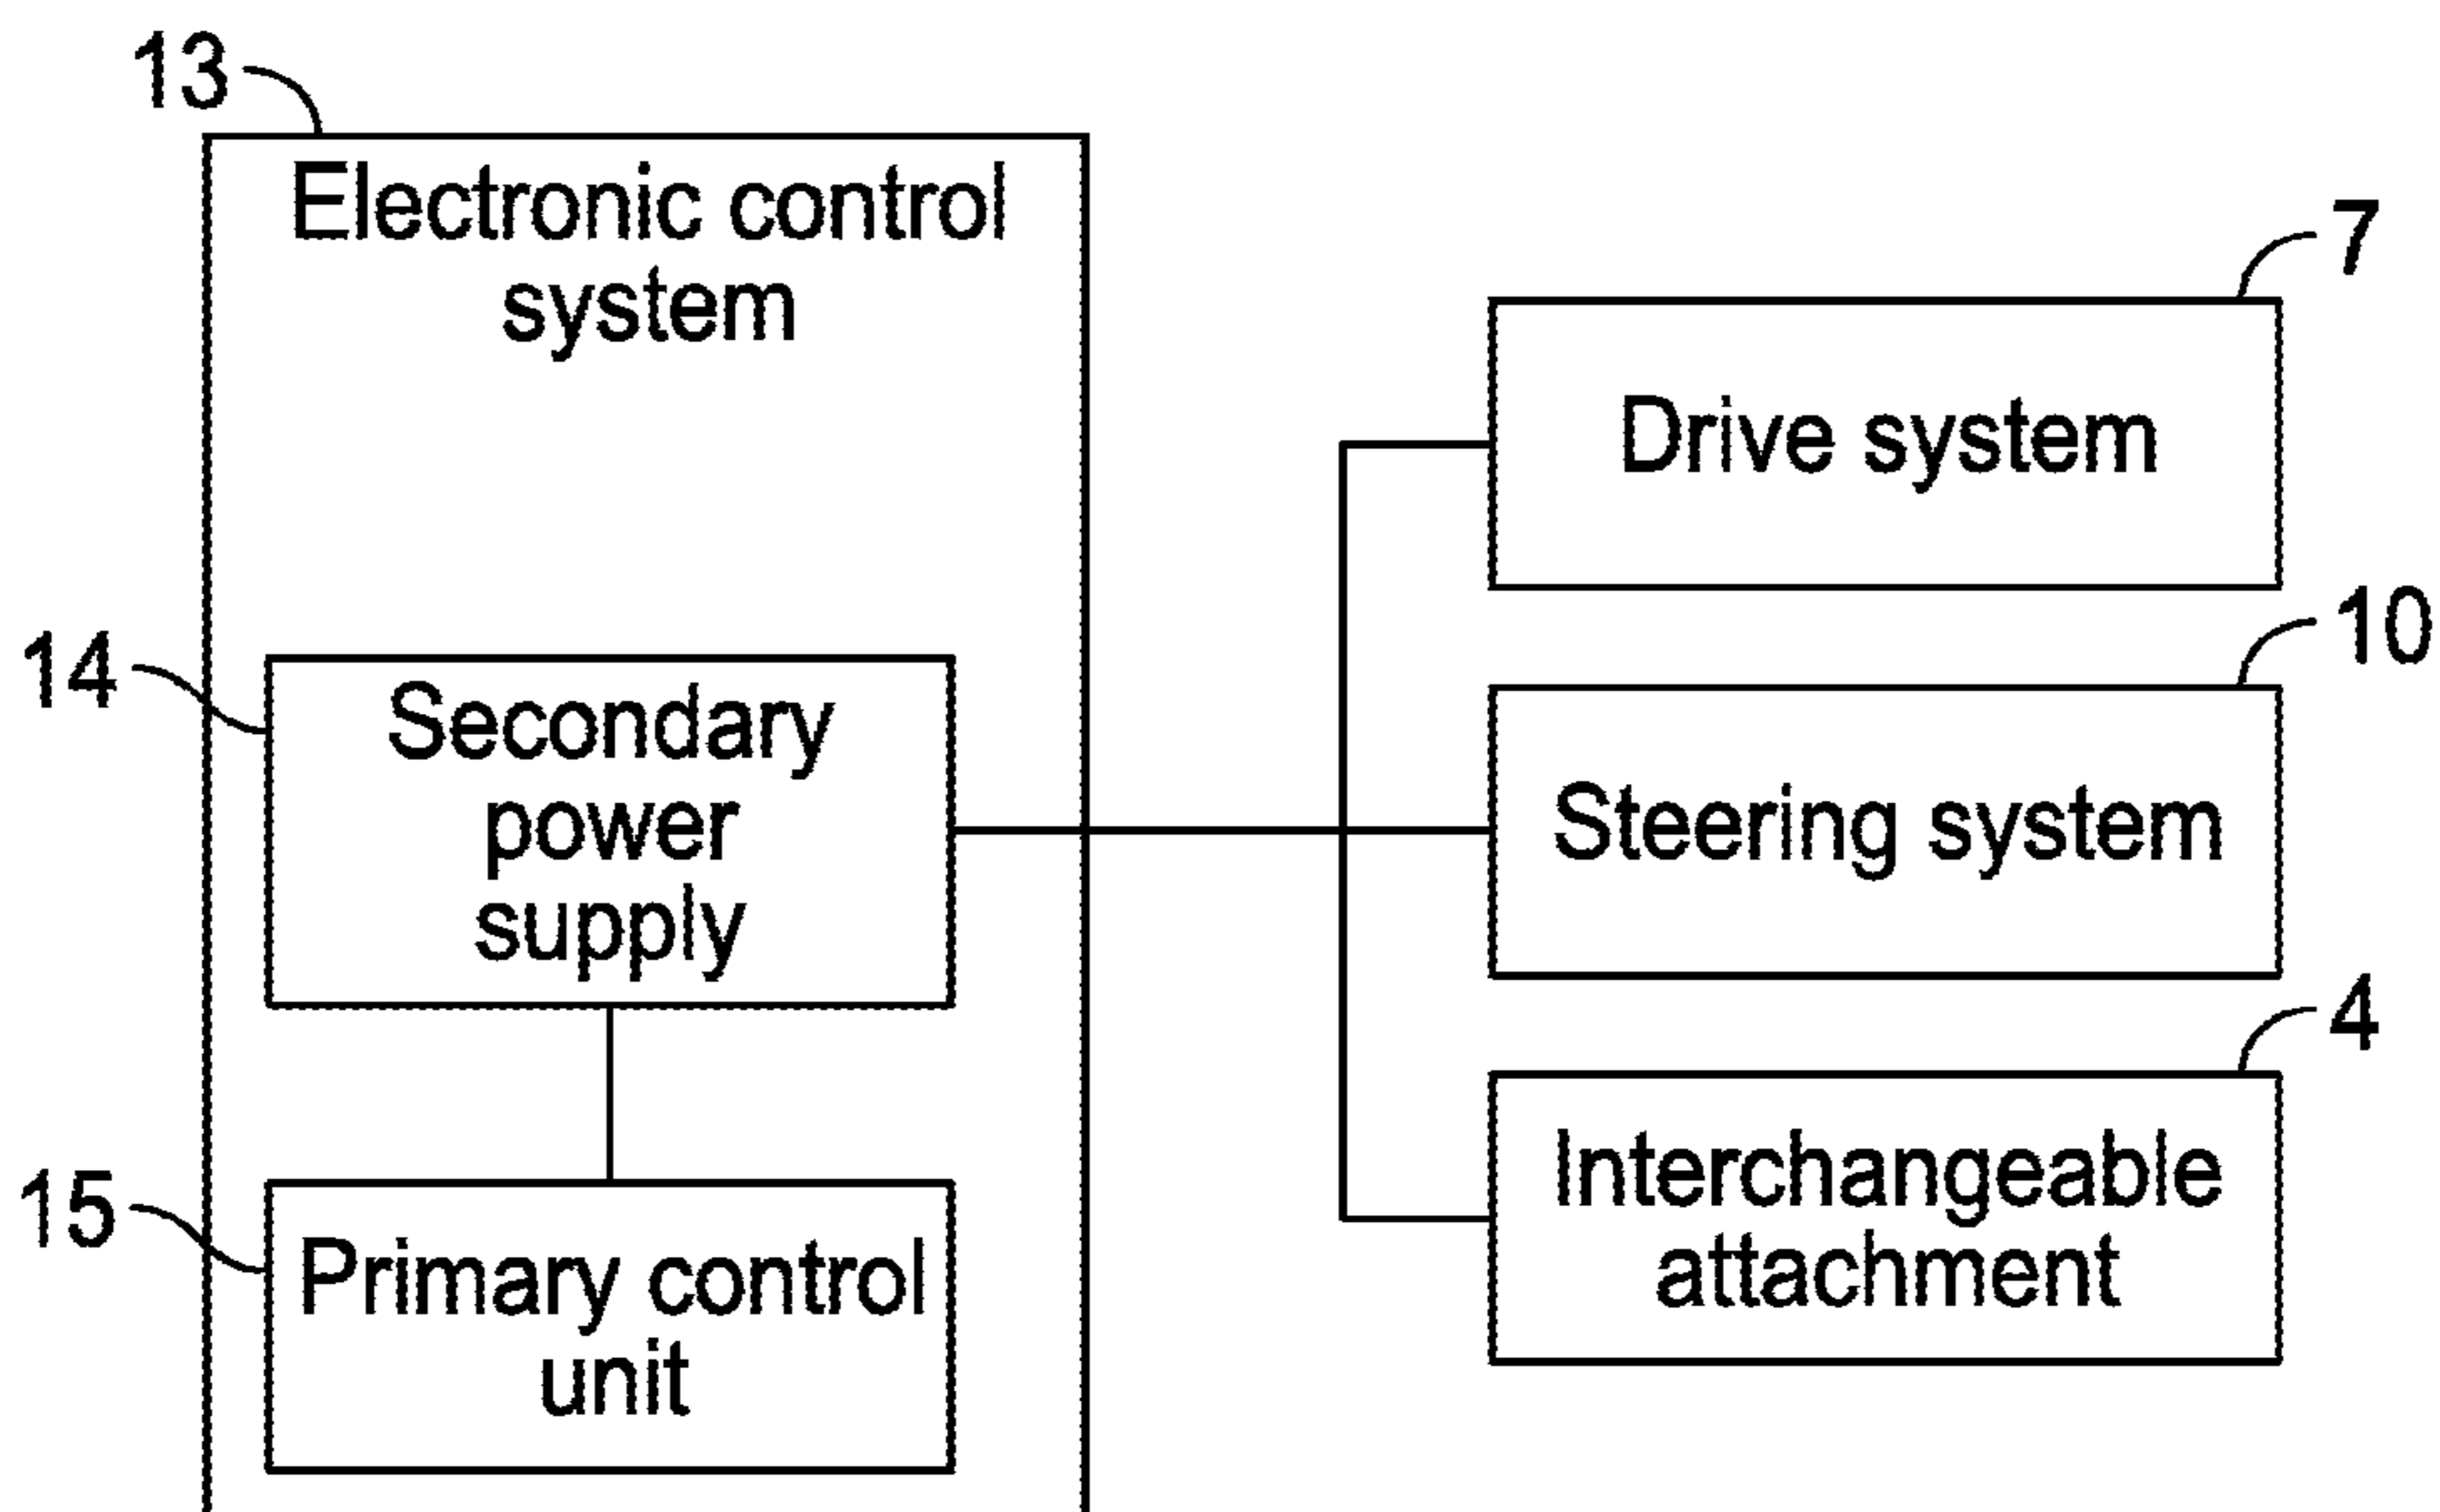 13
Electronic control
system
7
Drive system
10
14
Secondary
power
supply
Steering system
4
15
Primary control
unit
Interchangeable
attachment